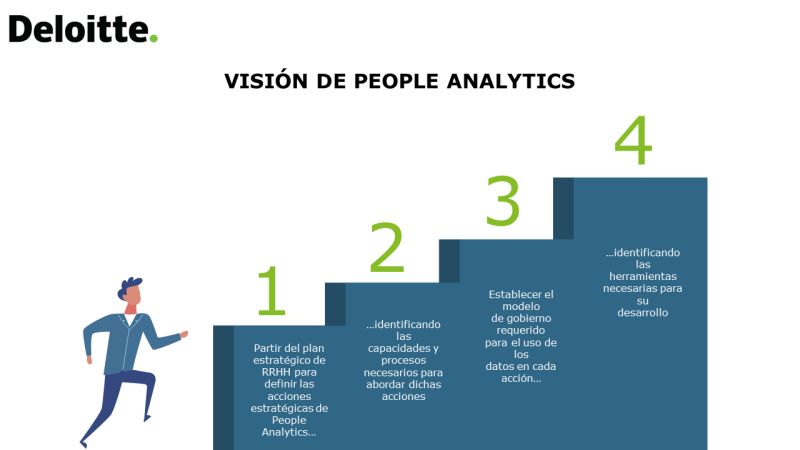 Deloitte.
VISIÓN DE PEOPLE ANALYTICS
1
Partir del plan
estratégico de
RRHH para
definir las
acciones
estratégicas de
People
Analytics...
2
...identificando
las
capacidades y
procesos
necesarios para
abordar dichas
acciones
3
Establecer el
modelo
de gobierno
requerido
para el uso de
los
datos en cada
acción...
4
...identificando
las
herramientas
necesarias para
su
desarrollo